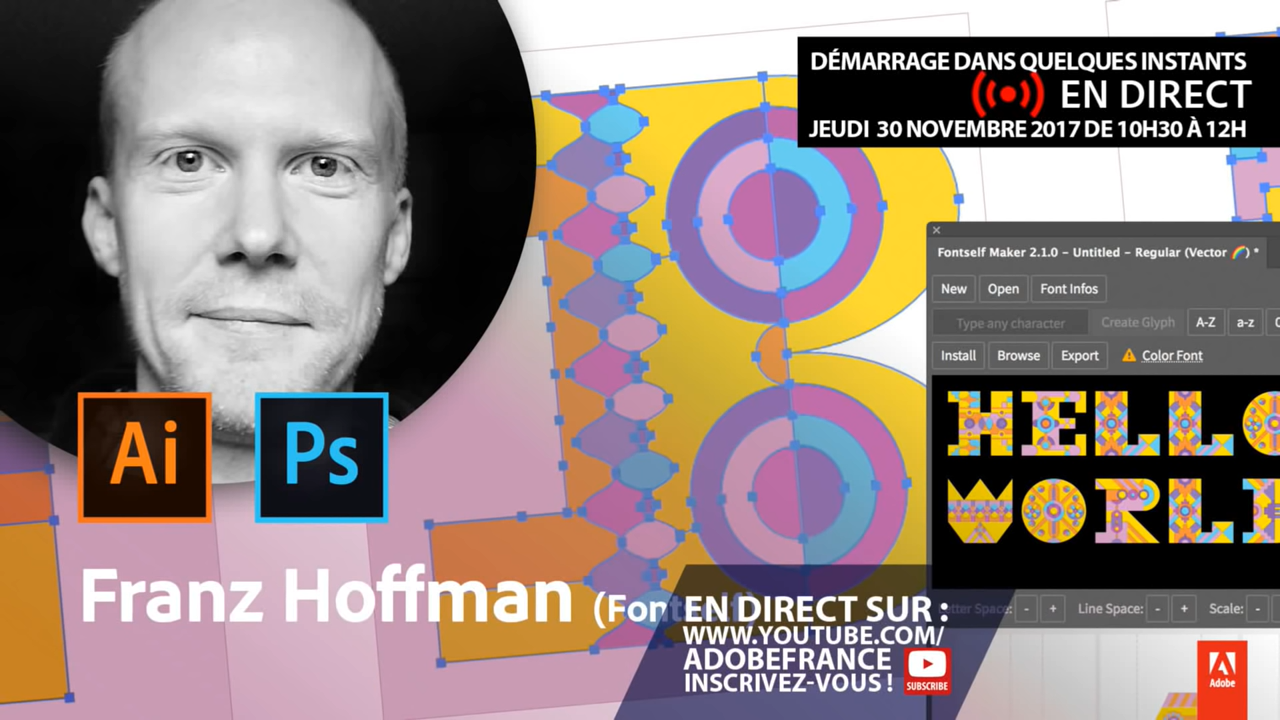 DÉMARRAGE DANS QUELQUES INSTANTS
EN DIRECT
JEUDI 30 NOVEMBRE 2017 DE 10H30 À 12H
Fontself Maker 2.1.0 – Untitled – Regular (Vector 🌈) *
New Open Font Infos
Type any character Create Glyph A-Z a-z
Install Browse Export Color Font
HELLO
WORL
Space: - + Line Space: - + Scale: -
Ai Ps
Franz Hoffman
EN DIRECT SUR :
WWW.YOUTUBE.COM/
ADOBEFRANCE
INSCRIVEZ-VOUS !
SUBSCRIBE
Adobe